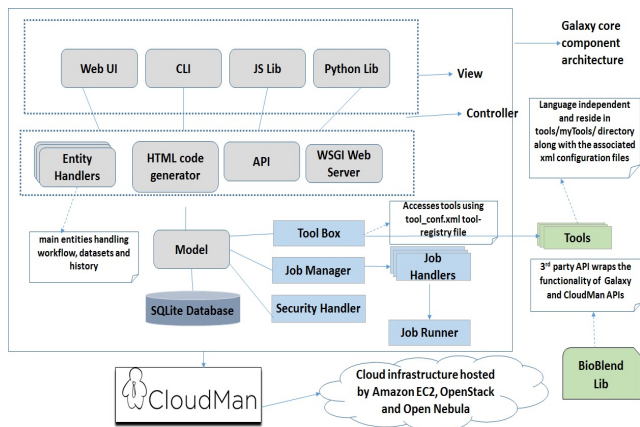 Galaxy core
component
architecture
Web UI
CLI
JS Lib
Python Lib
View
Controller
Language independent
and reside in
tools/myTools/ directory
along with the associated
xml configuration files
Entity
Handlers
HTML code
generator
API
WSGI Web
Server
main entities handling
workflow, datasets and
history
Model
Tool Box
Accesses tools using
tool_conf.xml tool-
registry file
Tools
Job Manager
Job
Handlers
3rd party API wraps the
functionality of Galaxy
and CloudMan APIs
SQLite Database
Security Handler
Job Runner
BioBlend
Lib
CloudMan
Cloud infrastructure hosted
by Amazon EC2, OpenStack
and Open Nebula